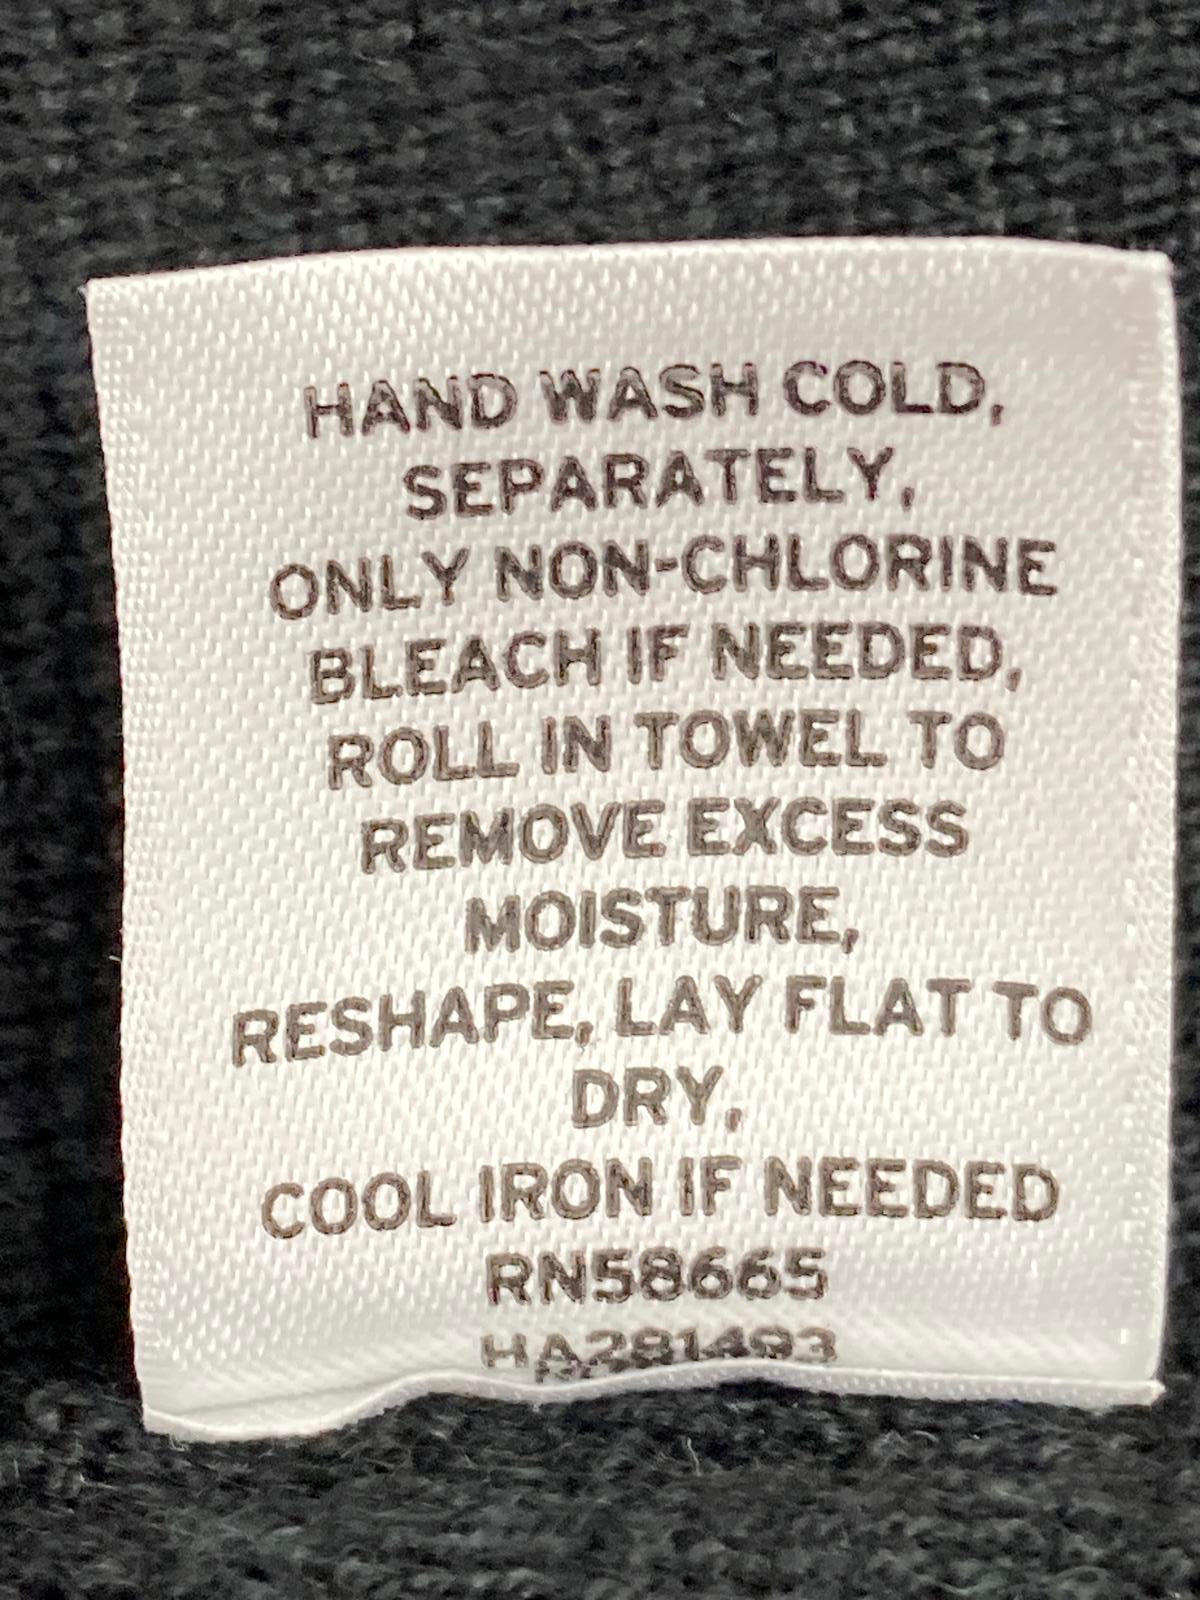 HAND WASH COLD,
SEPARATELY,
ONLY NON-CHLORINE
BLEACH IF NEEDED,
ROLL IN TOWEL TO
REMOVE EXCESS
MOISTURE,
RESHAPE, LAY FLAT TO
DRY,
COOL IRON IF NEEDED
RN58665
HA281493